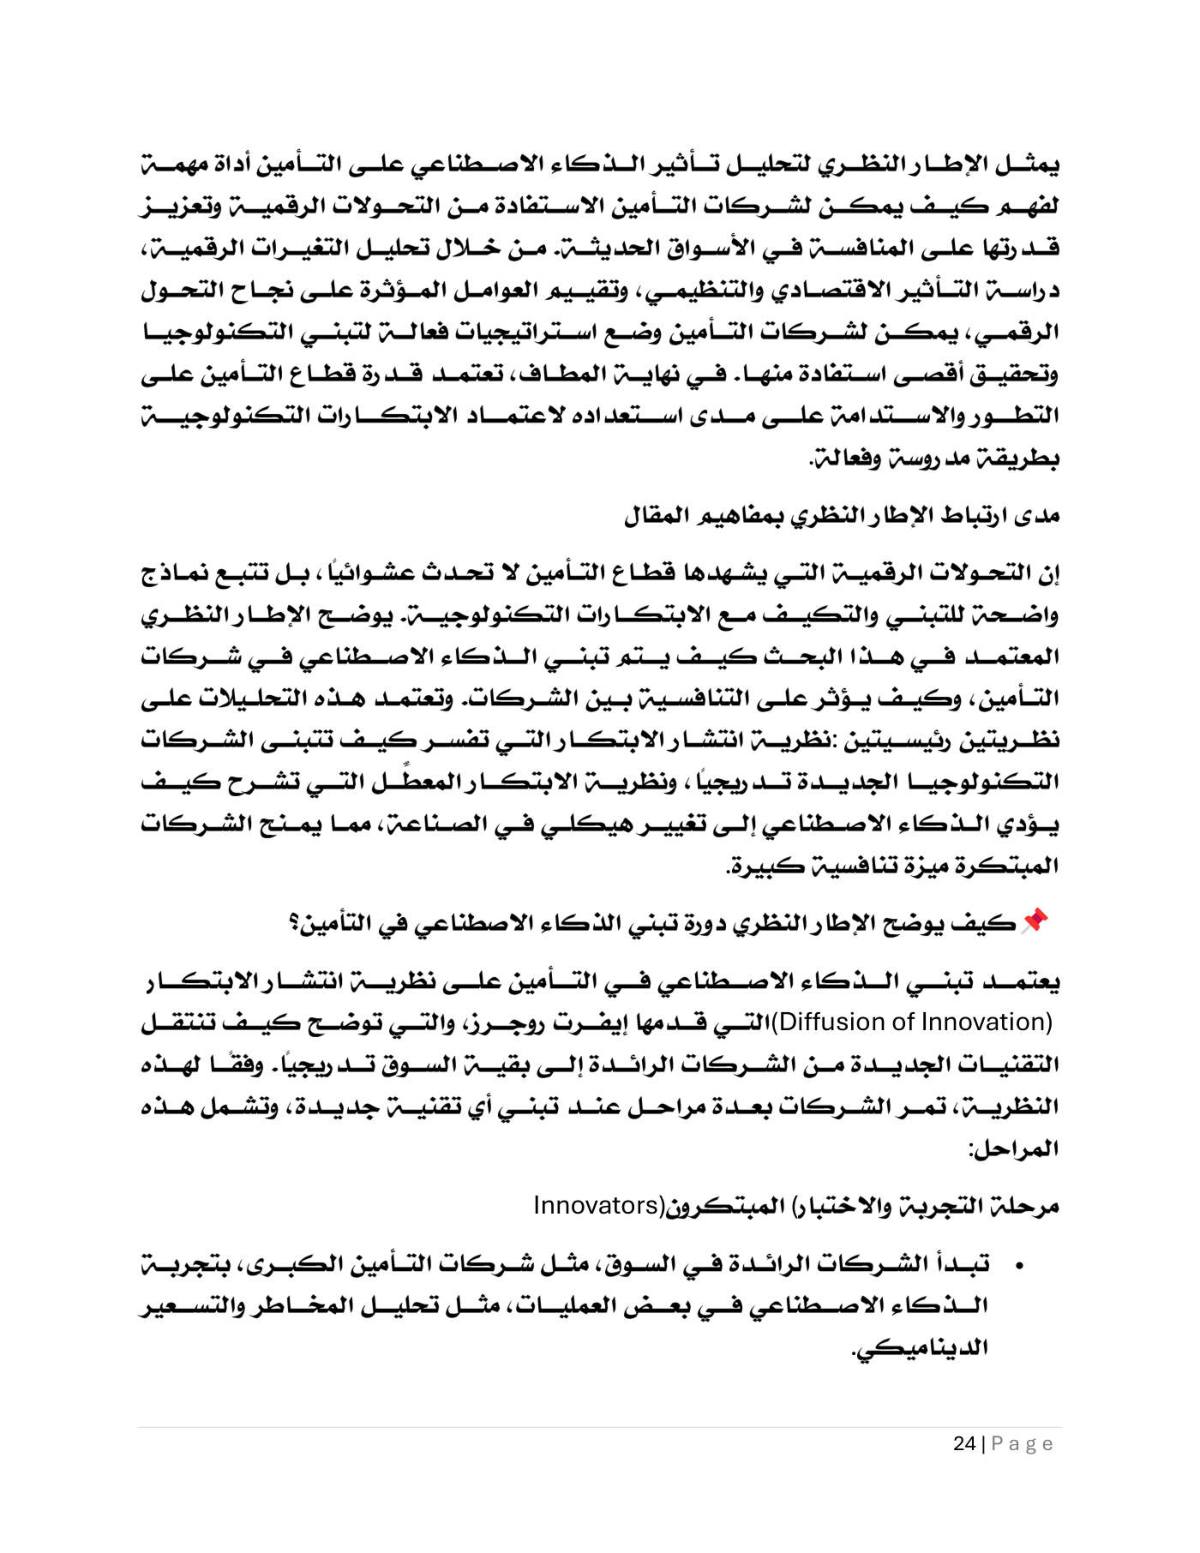 يمثل الإطار النظري لتحليل تأثير الذكاء الاصطناعي على التأمين أداة مهمة
لفهم كيف يمكن لشركات التأمين الاستفادة من التحولات الرقمية وتعزيز
قدرتها على المنافسة في الأسواق الحديثة. من خلال تحليل التغيرات الرقمية،
دراسة التأثير الاقتصادي والتنظيمي، وتقييم العوامل المؤثرة على نجاح التحول
الرقمي، يمكن لشركات التأمين وضع استراتيجيات فعالة لتبني التكنولوجيا
وتحقيق أقصى استفادة منها. في نهاية المطاف، تعتمد قدرة قطاع التأمين على
التطور والاستدامة على مدى استعداده لاعتماد الابتكارات التكنولوجية
بطريقة مدروسة وفعالة.
مدى ارتباط الإطار النظري بمفاهيم المقال
إن التحولات الرقمية التي يشهدها قطاع التأمين لا تحدث عشوائيًا، بل تتبع نماذج
واضحة للتبني والتكيف مع الابتكارات التكنولوجية. يوضح الإطار النظري
المعتمد في هذا البحث كيف يتم تبني الذكاء الاصطناعي في شركات
التأمين، وكيف يؤثر على التنافسية بين الشركات. وتعتمد هذه التحليلات على
نظريتين رئيسيتين :نظرية انتشار الابتكار التي تفسر كيف تتبنى الشركات
التكنولوجيا الجديدة تدريجيًا، ونظرية الابتكار المعطّل التي تشرح كيف
يؤدي الذكاء الاصطناعي إلى تغيير هيكلي في الصناعة، مما يمنح الشركات
المبتكرة ميزة تنافسية كبيرة.
📌كيف يوضح الإطار النظري دورة تبني الذكاء الاصطناعي في التأمين؟
يعتمد تبني الذكاء الاصطناعي في التأمين على نظرية انتشار الابتكار
(Diffusion of Innovation)التي قدمها إيفرت روجرز، والتي توضح كيف تنتقل
التقنيات الجديدة من الشركات الرائدة إلى بقية السوق تدريجيًا. وفقًا لهذه
النظرية، تمر الشركات بعدة مراحل عند تبني أي تقنية جديدة، وتشمل هذه
المراحل:
مرحلة التجربة والاختبار) المبتكرون(Innovators
• تبدأ الشركات الرائدة في السوق، مثل شركات التأمين الكبرى، بتجربة
الذكاء الاصطناعي في بعض العمليات، مثل تحليل المخاطر والتسعير
الديناميكي.
24 | Page